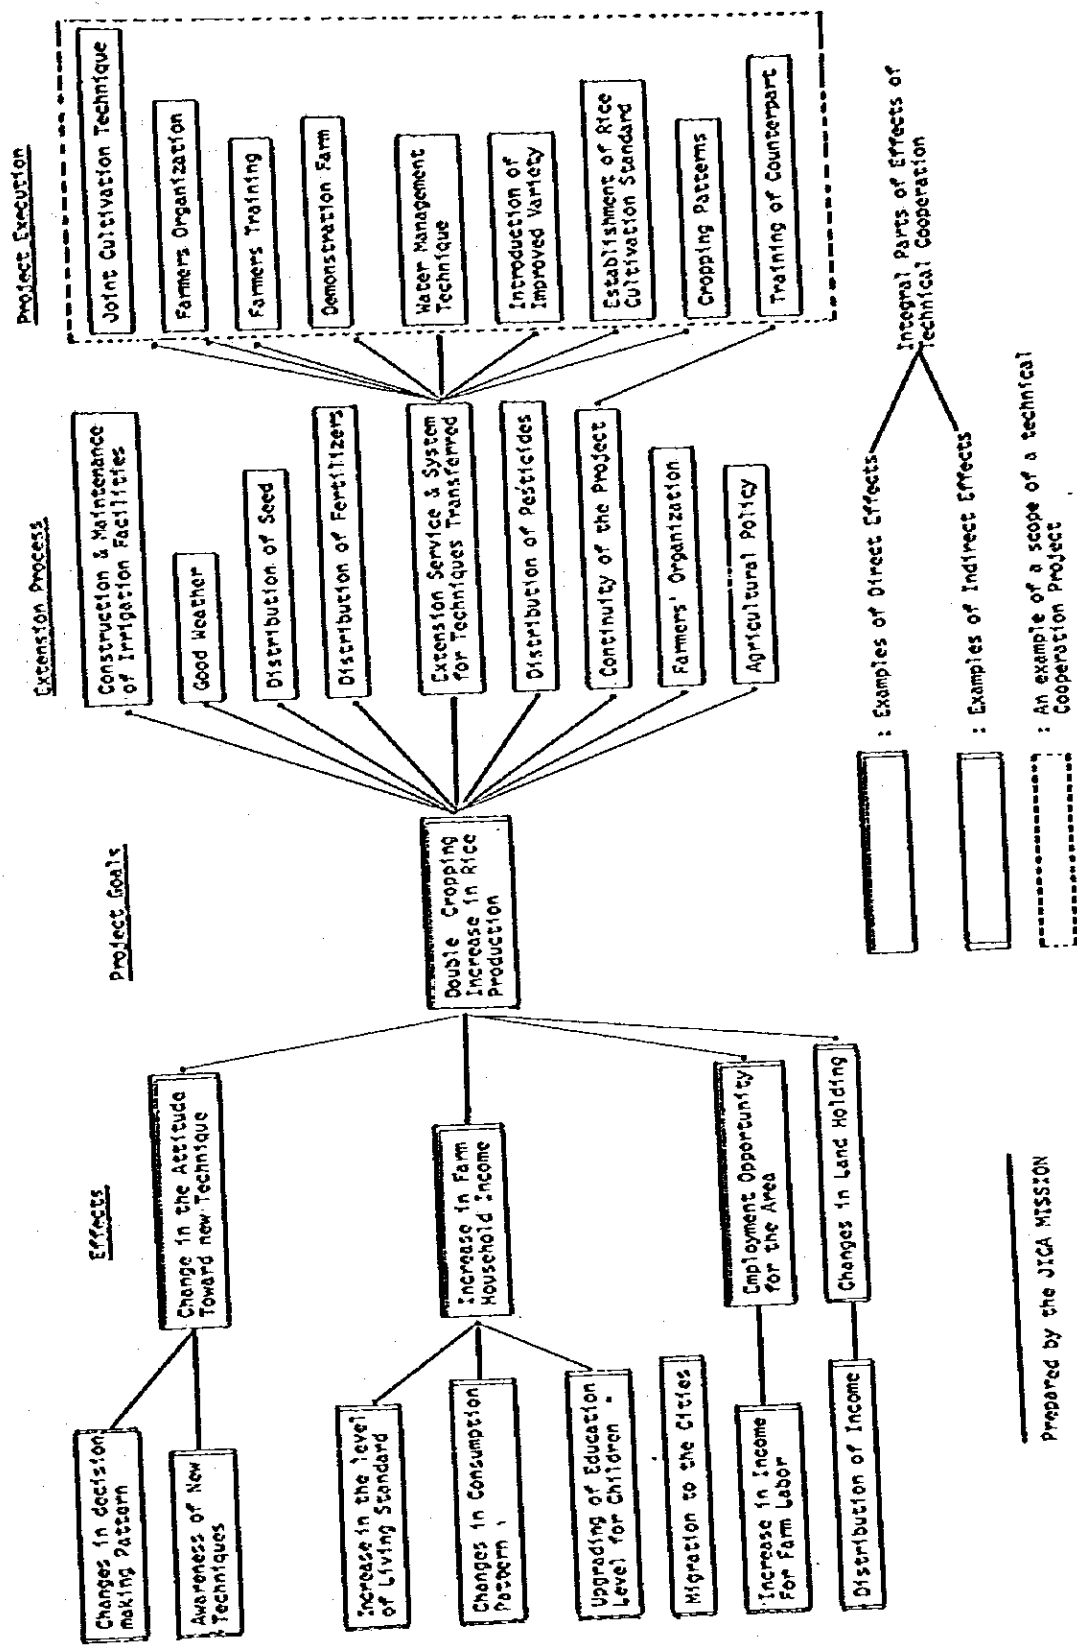 Effects
Project Goals
Extension Process
Project Execution
Changes in decision
making Pattern
Awareness of New
Techniques
Increase in the level
of Living Standard
Changes in Consumption
Pattern
Upgrading of Education
Level for Children
Migration to the Cities
Increase in Income
For Farm Labor
Distribution of Income
Change in the Attitude
Toward new Technique
Increase in Farm
Household Income
Employment Opportunity
for the Area
Changes in Land Holding
Double Cropping
Increase in Rice
Production
Construction & Maintenance
of Irrigation Facilities
Good Weather
Distribution of Seed
Distribution of Fertilizers
Extension Service & System
for Techniques Transferred
Distribution of Pesticides
Continuity of the Project
Farmers' Organization
Agricultural Policy
Joint Cultivation Technique
Farmers Organization
Farmers Training
Demonstration Farm
Water Management
Technique
Introduction of
Improved Variety
Establishment of Rice
Cultivation Standard
Cropping Patterns
Training of Counterpart
: Examples of Direct Effects
: Examples of Indirect Effects
Integral Parts of Effects of
Technical Cooperation
: An example of a scope of a technical
Cooperation Project
Prepared by the JICA MISSION